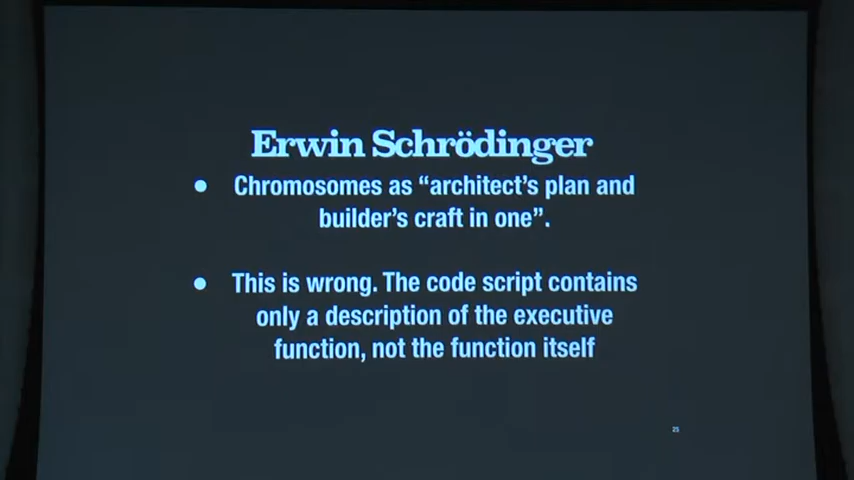 Erwin Schrödinger
• Chromosomes as “architect’s plan and
builder’s craft in one”.
• This is wrong. The code script contains
only a description of the executive
function, not the function itself
25